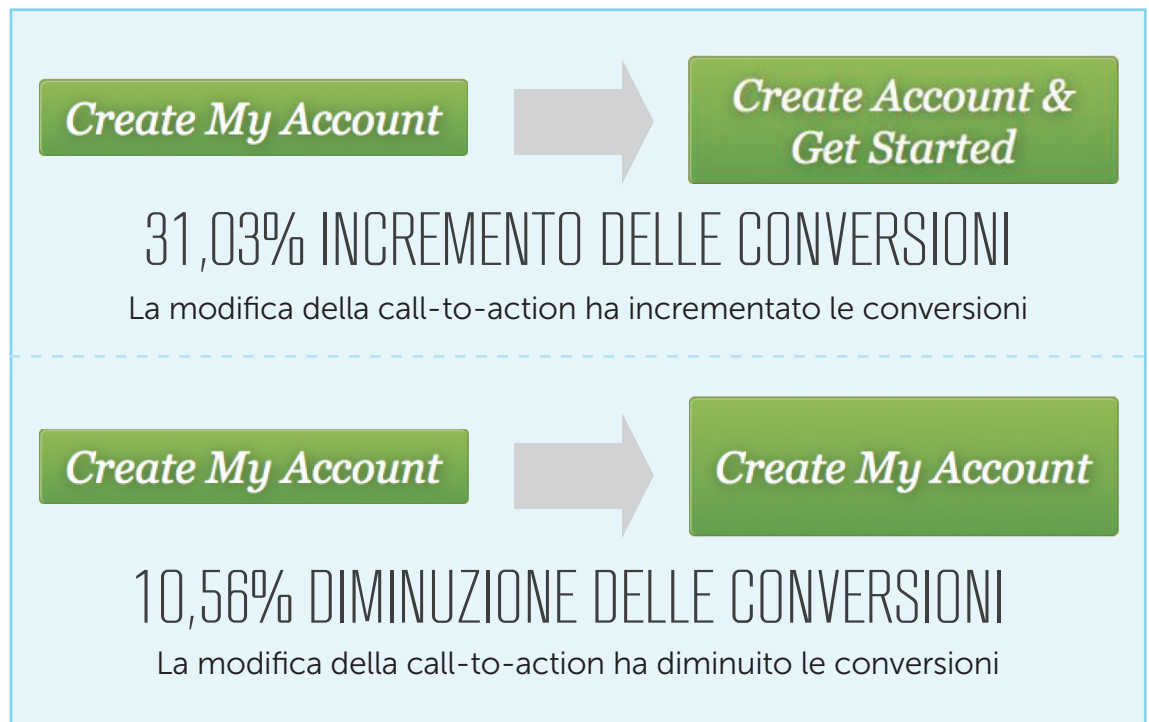 Create My Account
Create Account &
Get Started
31,03% INCREMENTO DELLE CONVERSIONI
La modifica della call-to-action ha incrementato le conversioni
Create My Account
Create My Account
10,56% DIMINUZIONE DELLE CONVERSIONI
La modifica della call-to-action ha diminuito le conversioni